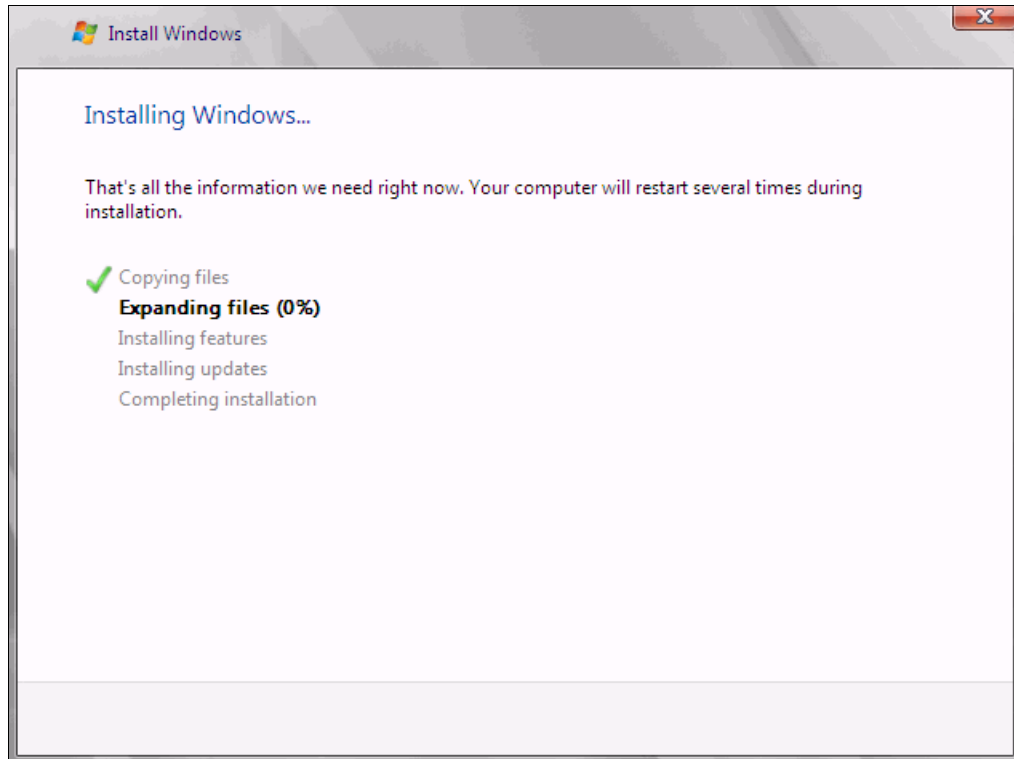 Install Windows
Installing Windows...
That's all the information we need right now. Your computer will restart several times during
installation.
Copying files
Expanding files (0%)
Installing features
Installing updates
Completing installation